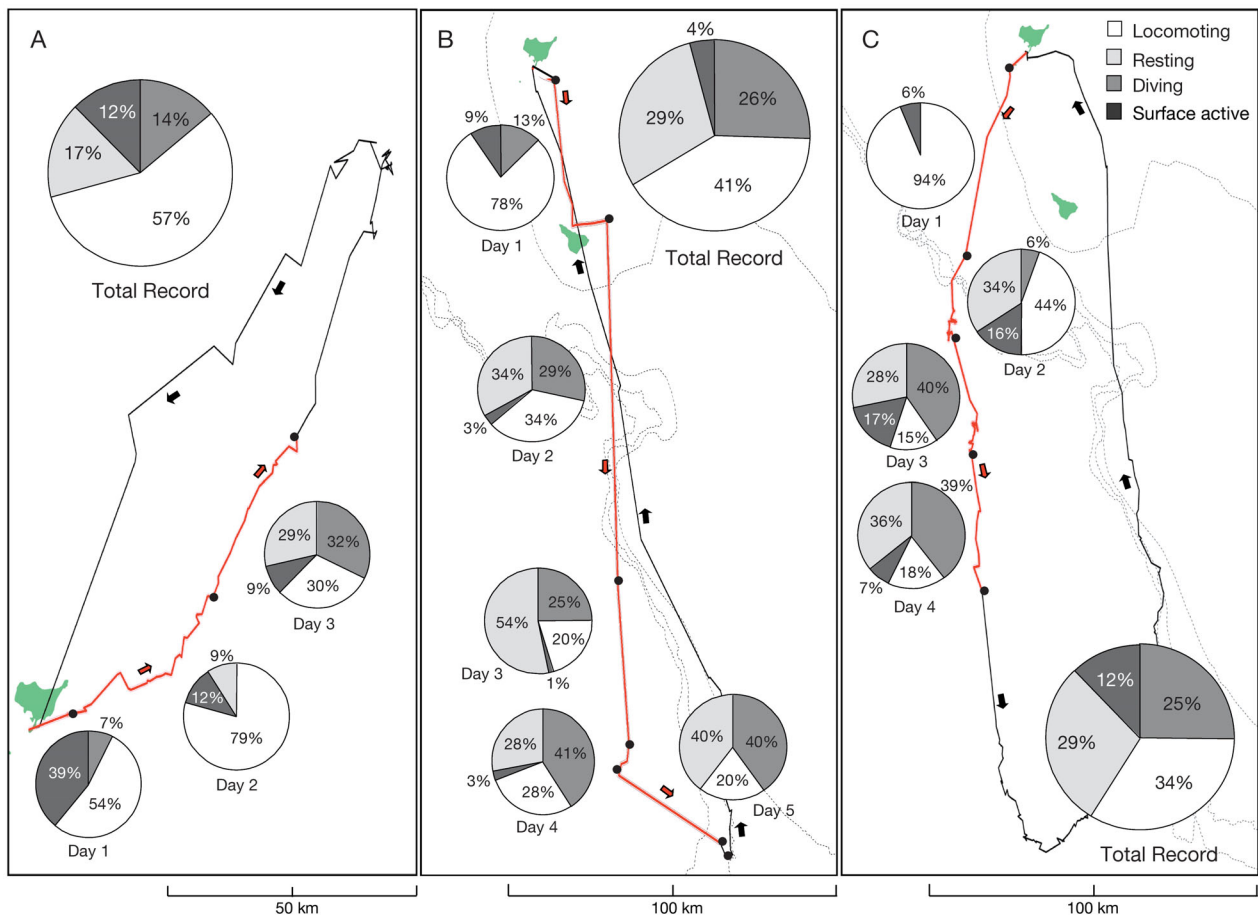 A
12%
14%
17%
57%
Total Record
29%
32%
9%
30%
Day 3
9%
12%
79%
Day 2
7%
39%
54%
Day 1
50 km
B
4%
26%
29%
41%
Total Record
9%
13%
78%
Day 1
34%
29%
3%
34%
Day 2
54%
25%
20%
1%
Day 3
28%
41%
3%
28%
Day 4
40%
40%
20%
Day 5
100 km
C
Locomoting
Resting
Diving
Surface active
6%
94%
Day 1
6%
34%
44%
16%
Day 2
28%
40%
17%
15%
Day 3
39%
36%
18%
7%
Day 4
12%
25%
29%
34%
Total Record
100 km